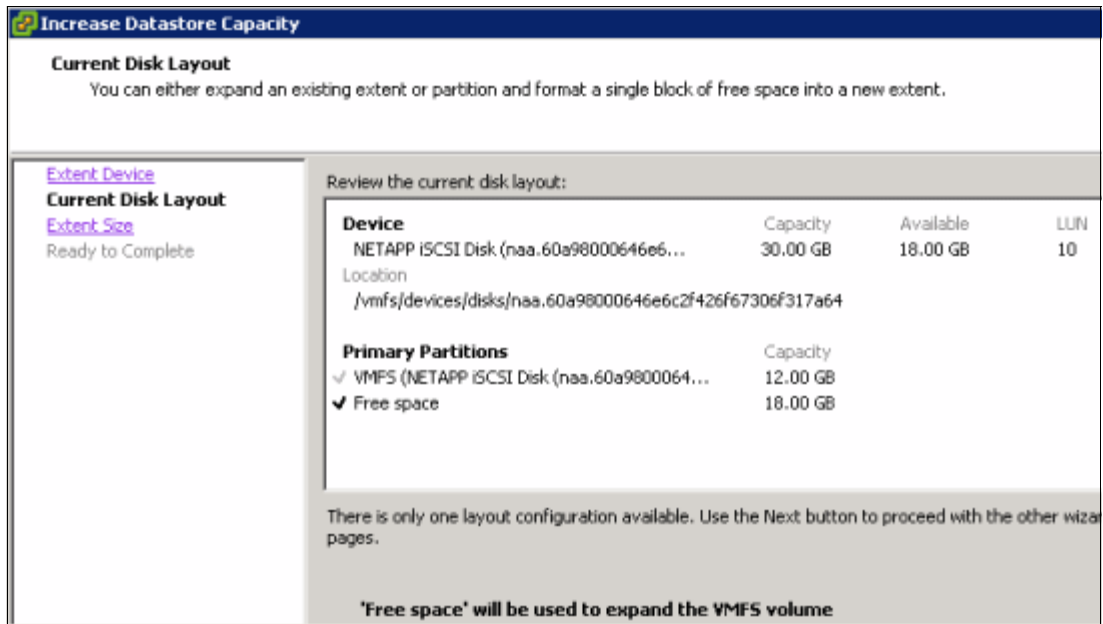 Increase Datastore Capacity
Current Disk Layout
You can either expand an existing extent or partition and format a single block of free space into a new extent.
Extent Device
Current Disk Layout
Extent Size
Ready to Complete
Review the current disk layout:
Device Capacity Available LUN
NETAPP iSCSI Disk (naa.60a98000646e6... 30.00 GB 18.00 GB 10
Location
/vmfs/devices/disks/naa.60a98000646e6c2f426f67306f317a64
Primary Partitions Capacity
VMFS (NETAPP iSCSI Disk (naa.60a9800064... 12.00 GB
Free space 18.00 GB
There is only one layout configuration available. Use the Next button to proceed with the other wizar
pages.
'Free space' will be used to expand the VMFS volume